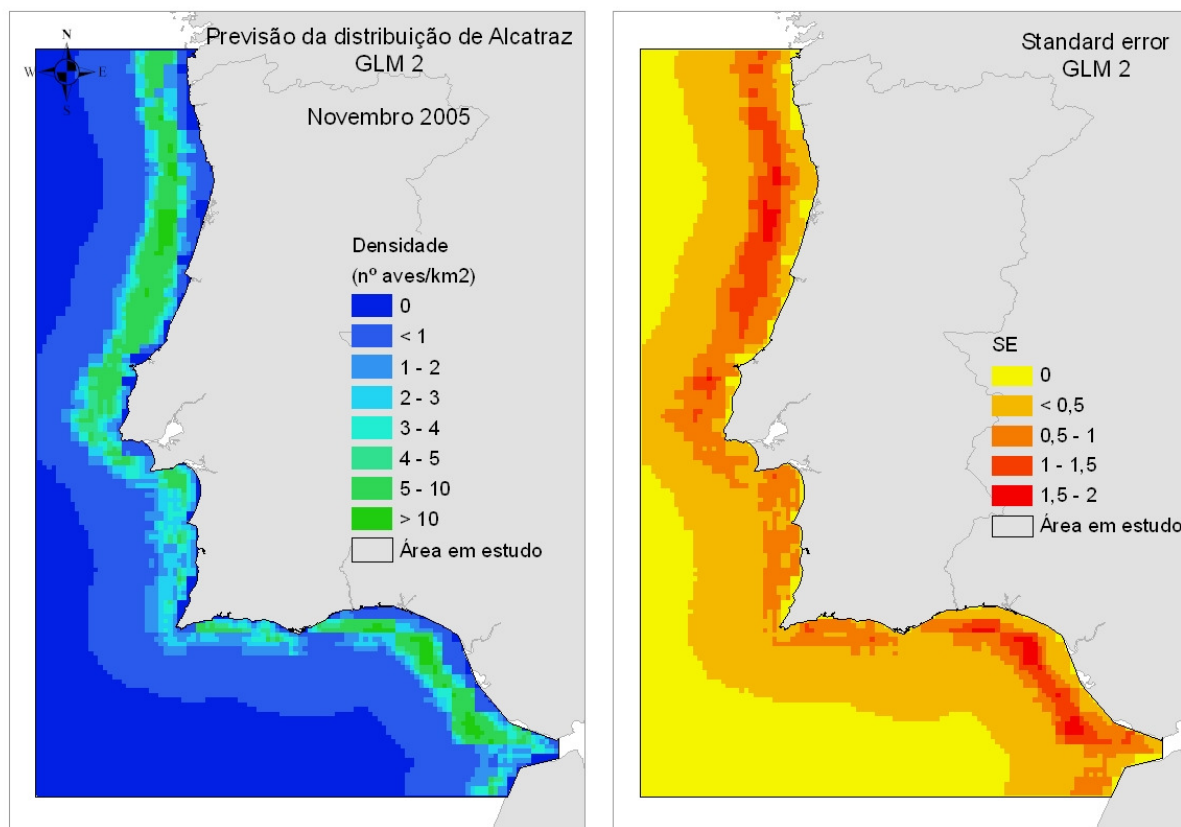 Previsão da distribuição de Alcatraz
GLM 2
Novembro 2005
N
W
E
S
Densidade
(nº aves/km2)
0
< 1
1 - 2
2 - 3
3 - 4
4 - 5
5 - 10
> 10
Área em estudo
Standard error
GLM 2
SE
0
< 0,5
0,5 - 1
1 - 1,5
1,5 - 2
Área em estudo